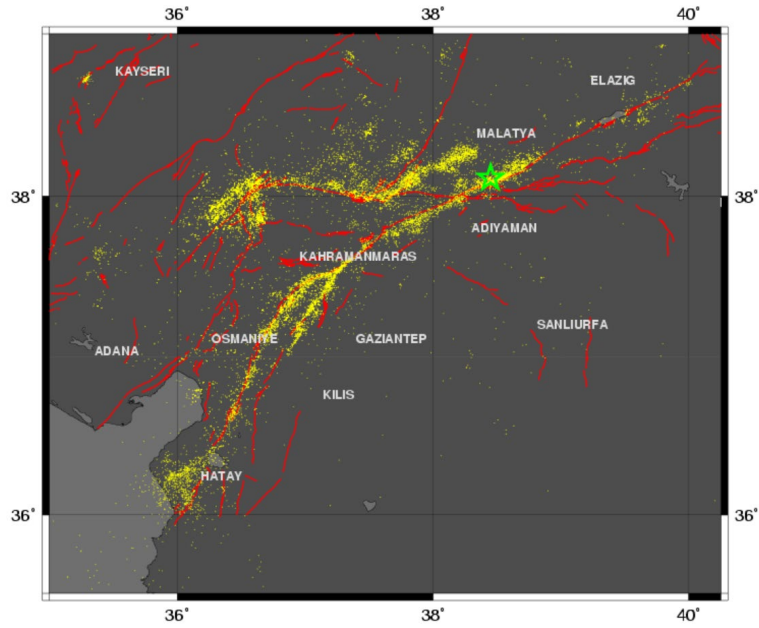 36° 38° 40°
KAYSERI
ELAZIG
MALATYA
38° 38°
ADIYAMAN
KAHRAMANMARAS
SANLIURFA
OSMANIYE GAZIANTEP
ADANA
KILIS
HATAY
36° 36°
36° 38° 40°